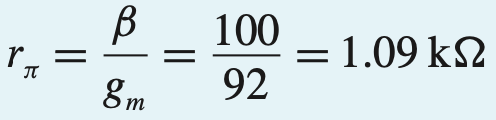 r_π = β/g_m = 100/92 = 1.09 kΩ